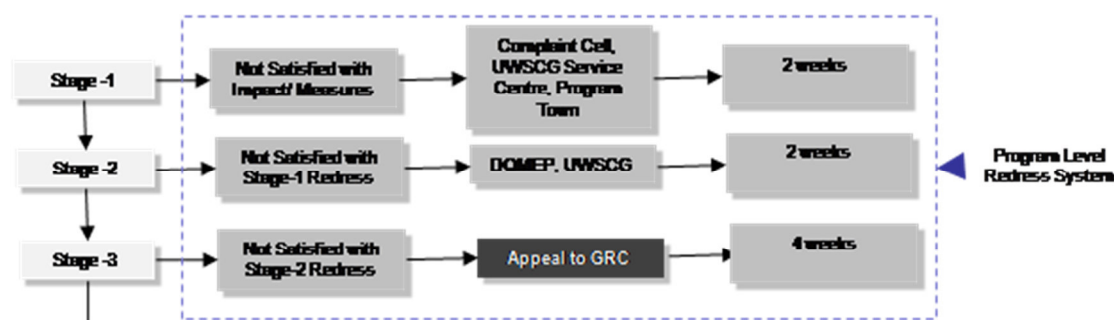 Stage -1
Not Satisfied with
Impact/ Measures
Complaint Cell,
UWSCG Service
Centre, Program
Town
2 weeks
Stage -2
Not Satisfied with
Stage-1 Redress
DOMEP, UWSCG
2 weeks
Program Level
Redress System
Stage -3
Not Satisfied with
Stage-2 Redress
Appeal to GRC
4 weeks